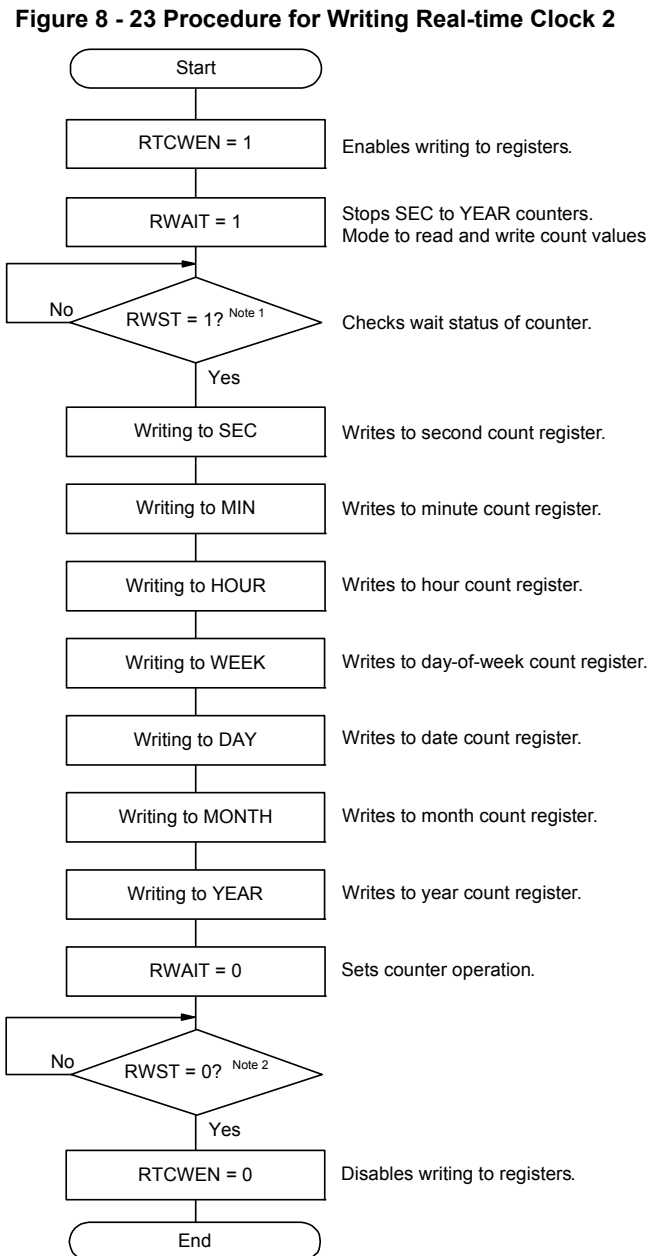 Figure 8 - 23 Procedure for Writing Real-time Clock 2
Start
RTCWEN = 1
Enables writing to registers.
RWAIT = 1
Stops SEC to YEAR counters.
Mode to read and write count values
No
RWST = 1? Note 1
Checks wait status of counter.
Yes
Writing to SEC
Writes to second count register.
Writing to MIN
Writes to minute count register.
Writing to HOUR
Writes to hour count register.
Writing to WEEK
Writes to day-of-week count register.
Writing to DAY
Writes to date count register.
Writing to MONTH
Writes to month count register.
Writing to YEAR
Writes to year count register.
RWAIT = 0
Sets counter operation.
No
RWST = 0? Note 2
Yes
RTCWEN = 0
Disables writing to registers.
End